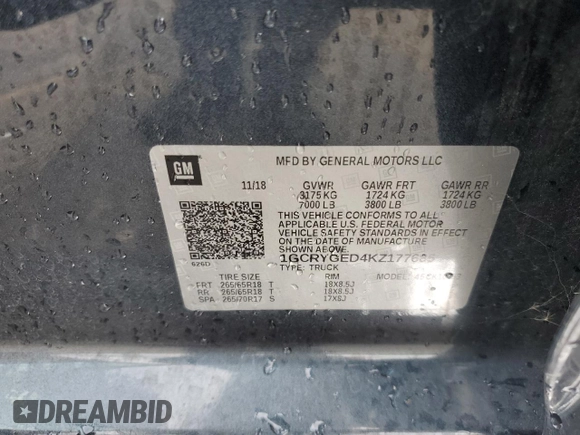 GM
MFD BY GENERAL MOTORS LLC
11/18 GVWR GAWR FRT GAWR RR
3175 KG 1724 KG 1724 KG
7000 LB 3800 LB 3800 LB
THIS VEHICLE CONFORMS TO ALL
APPLICABLE U.S. FEDERAL MOTOR
VEHICLE SAFETY STANDARDS IN EFFECT
ON THE DATE OF MANUFACTURE
SHOWN ABOVE.
626D
TYPE: TRUCK
TIRE SIZE RIM
FRT 265/65R18 T 18X8.5J
RR 265/65R18 T 18X8.5J
SPA 265/70R17 S 17X8J
DREAMBID